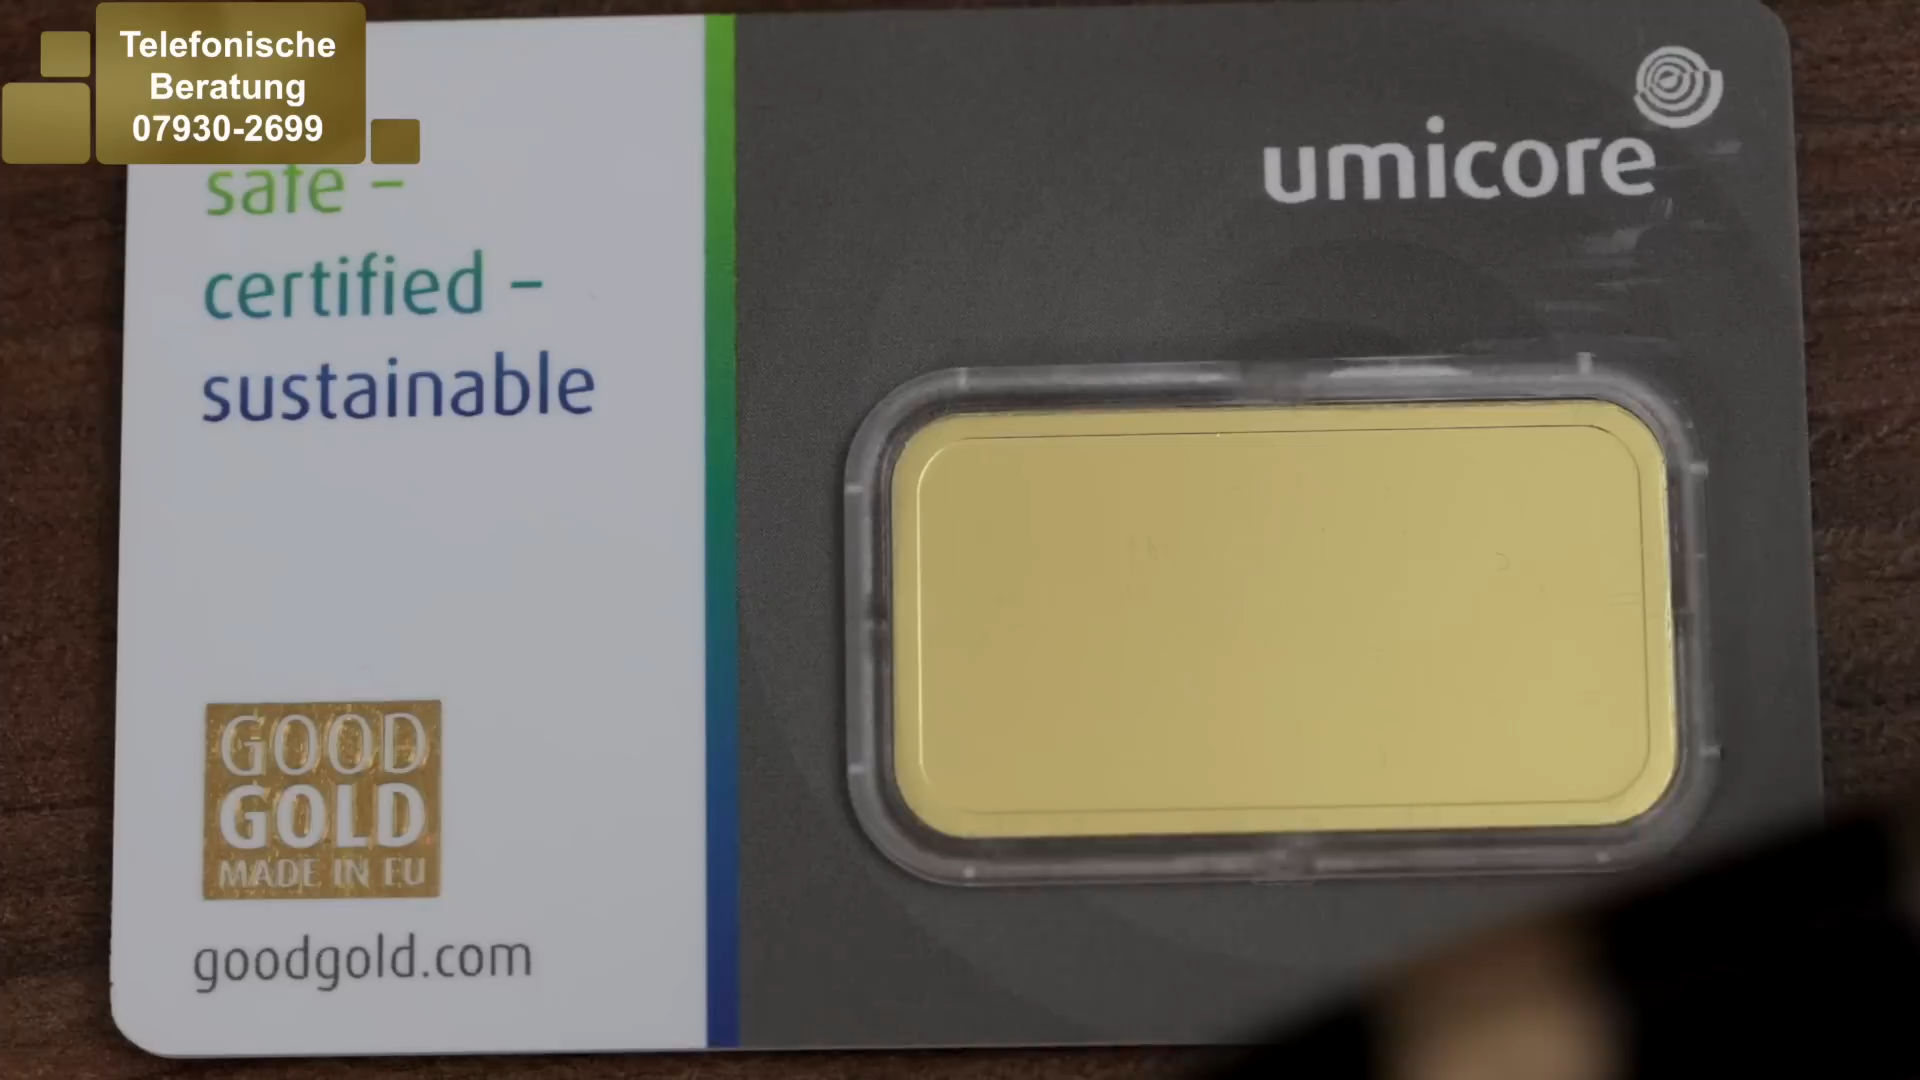 Telefonische
Beratung
07930-2699
umicore
safe –
certified –
sustainable
GOOD
GOLD
MADE IN EU
goodgold.com